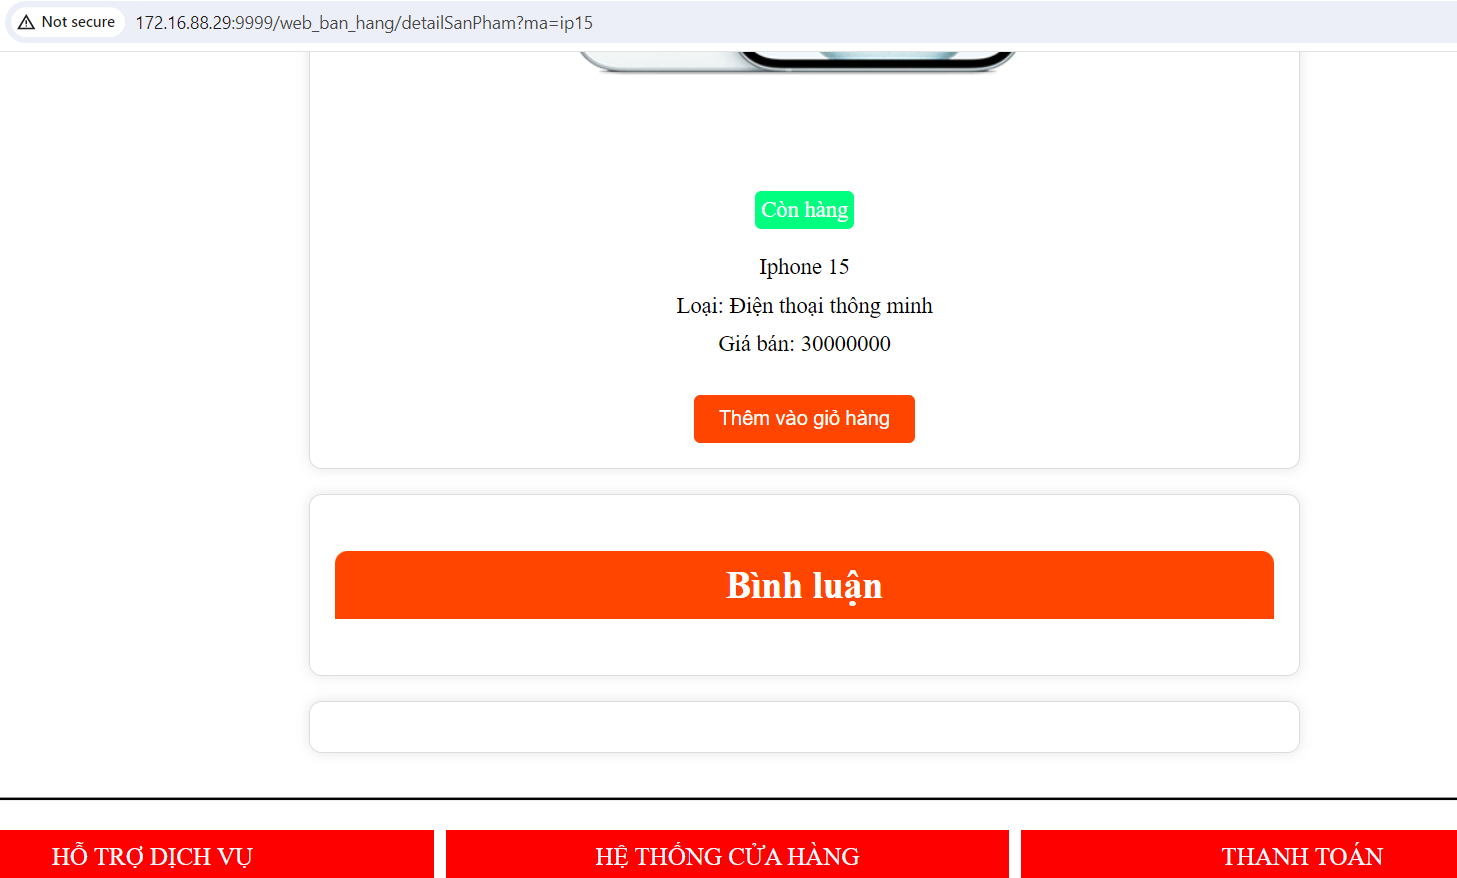 Not secure 172.16.88.29:9999/web_ban_hang/detailSanPham?ma=ip15
Còn hàng
Iphone 15
Loại: Điện thoại thông minh
Giá bán: 30000000
Thêm vào giỏ hàng
Bình luận
HỖ TRỢ DỊCH VỤ HỆ THỐNG CỬA HÀNG THANH TOÁN